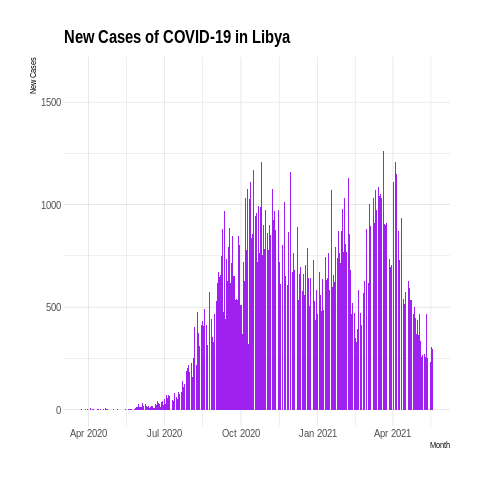 New Cases of COVID-19 in Libya
New Cases
1500
1000
500
0
Apr 2020 Jul 2020 Oct 2020 Jan 2021 Apr 2021
Month